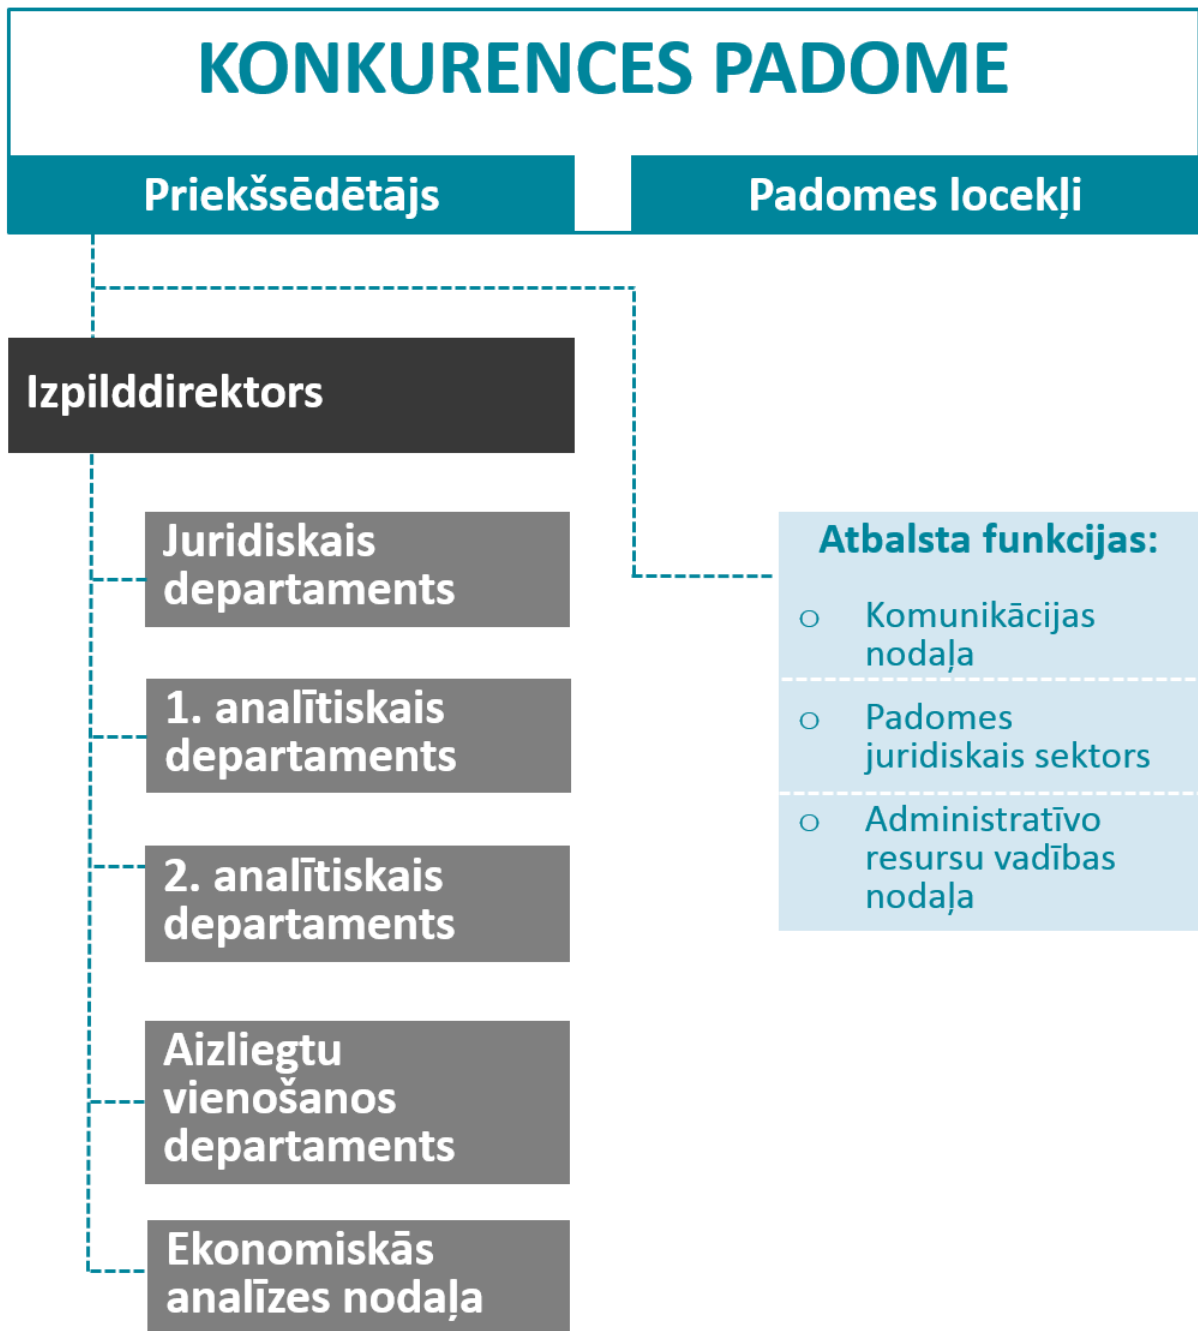 KONKURENCES PADOME
Priekšsēdētājs
Padomes locekļi
Izpilddirektors
Juridiskais
departaments
1. analītiskais
departaments
2. analītiskais
departaments
Aizliegtu
vienošanos
departaments
Ekonomiskās
analīzes nodaļa
Atbalsta funkcijas:
o Komunikācijas
nodaļa
o Padomes
juridiskais sektors
o Administratīvo
resursu vadības
nodaļa